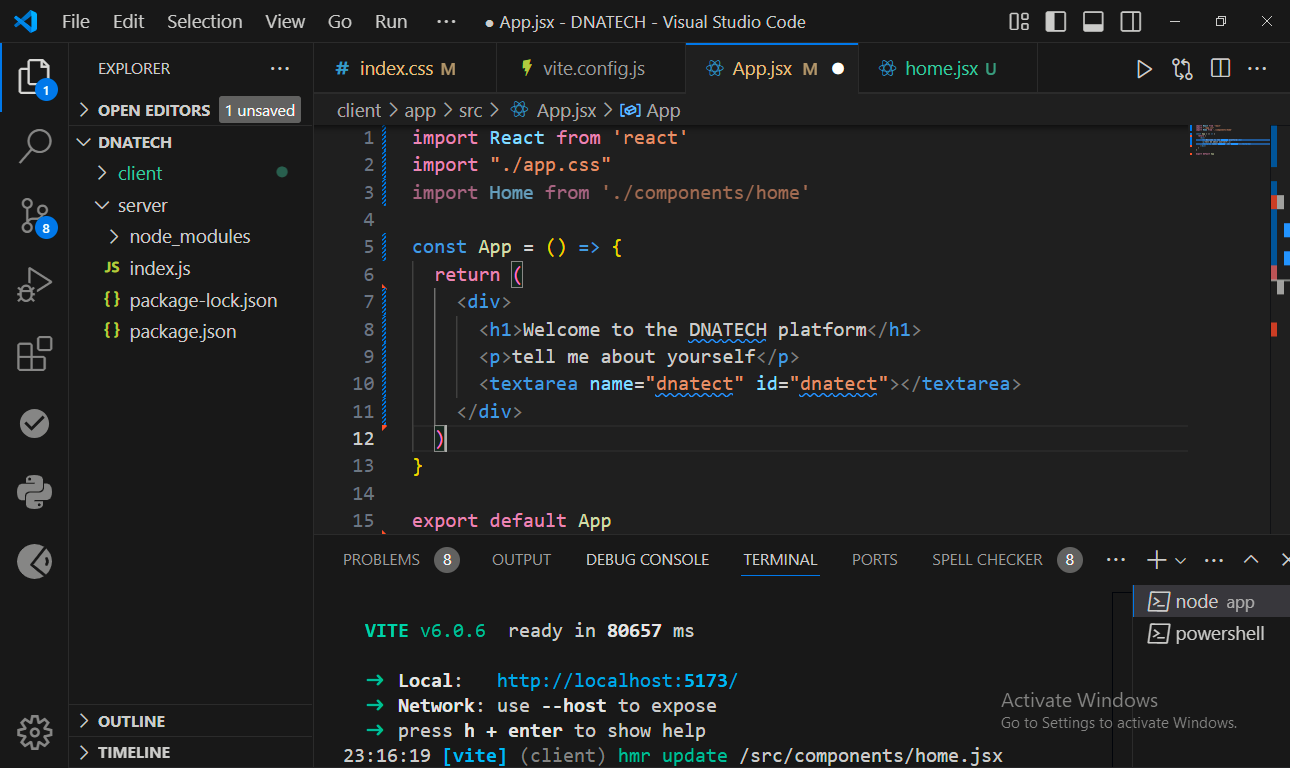 File Edit Selection View Go Run ··· ● App.jsx - DNATECH - Visual Studio Code
EXPLORER ···
# index.css M vite.config.js App.jsx M ● home.jsx U ···
1
OPEN EDITORS 1 unsaved
client > app > src > App.jsx > App
DNATECH
client
server
node_modules
JS index.js
{} package-lock.json
{} package.json
8
OUTLINE
TIMELINE
1 import React from 'react'
2 import "./app.css"
3 import Home from './components/home'
4
5 const App = () => {
6 return (
7 <div>
8 <h1>Welcome to the DNATECH platform</h1>
9 <p>tell me about yourself</p>
10 <textarea name="dnatect" id="dnatect"></textarea>
11 </div>
12 )
13 }
14
15 export default App
PROBLEMS 8 OUTPUT DEBUG CONSOLE TERMINAL PORTS SPELL CHECKER 8 ··· + ···
VITE v6.0.6 ready in 80657 ms
➜ Local: http://localhost:5173/
➜ Network: use --host to expose
➜ press h + enter to show help
23:16:19 [vite] (client) hmr update /src/components/home.jsx
node app
powershell
Activate Windows
Go to Settings to activate Windows.